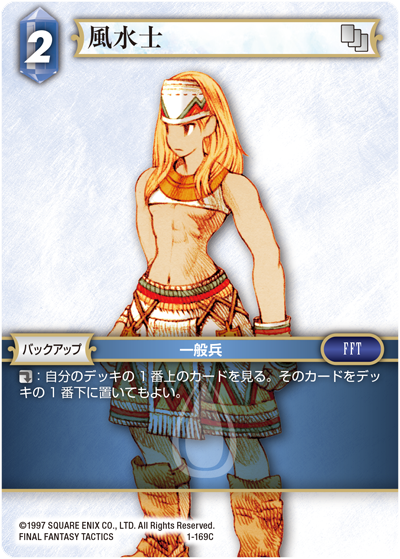 2
風水士
バックアップ
一般兵
FFT
：自分のデッキの１番上のカードを見る。そのカードをデッ
キの１番下に置いてもよい。
©1997 SQUARE ENIX CO., LTD. All Rights Reserved.
FINAL FANTASY TACTICS
1-169C